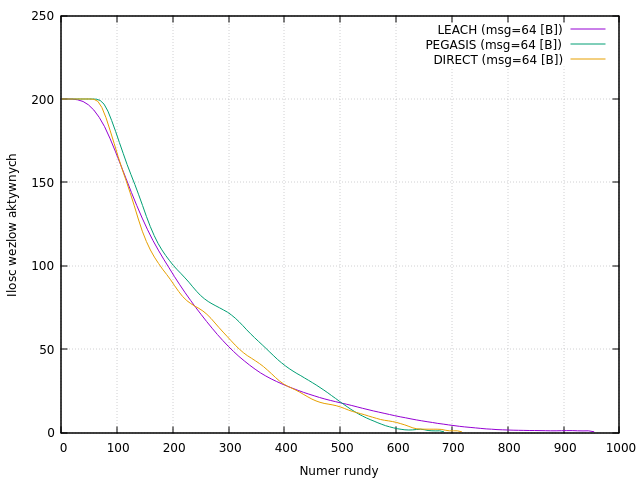 250
200
150
100
50
0
Ilosc wezlow aktywnych
LEACH (msg=64 [B])
PEGASIS (msg=64 [B])
DIRECT (msg=64 [B])
0 100 200 300 400 500 600 700 800 900 1000
Numer rundy